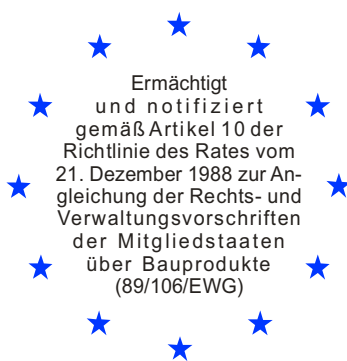 Ermächtigt
und notifiziert
gemäß Artikel 10 der
Richtlinie des Rates vom
21. Dezember 1988 zur An-
gleichung der Rechts- und
Verwaltungsvorschriften
der Mitgliedstaaten
über Bauprodukte
(89/106/EWG)